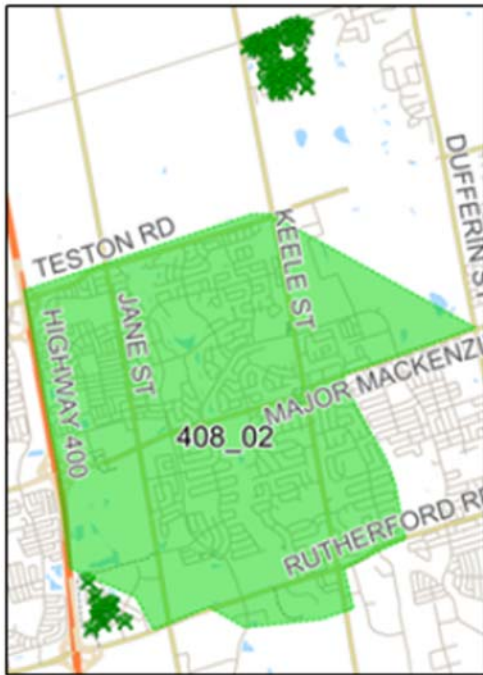 DUFFERIN ST
TESTON RD
KEELE ST
JANE ST
HIGHWAY 400
MAJOR MACKENZI
408_02
RUTHERFORD RD